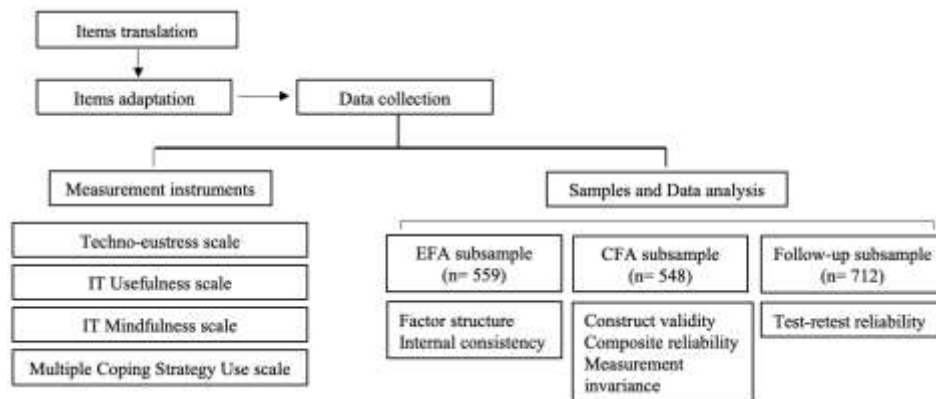 Items translation
Items adaptation
Data collection
Measurement instruments
Techno-eustress scale
IT Usefulness scale
IT Mindfulness scale
Multiple Coping Strategy Use scale
Samples and Data analysis
EFA subsample
(n= 559)
Factor structure
Internal consistency
CFA subsample
(n= 548)
Construct validity
Composite reliability
Measurement
invariance
Follow-up subsample
(n= 712)
Test-retest reliability